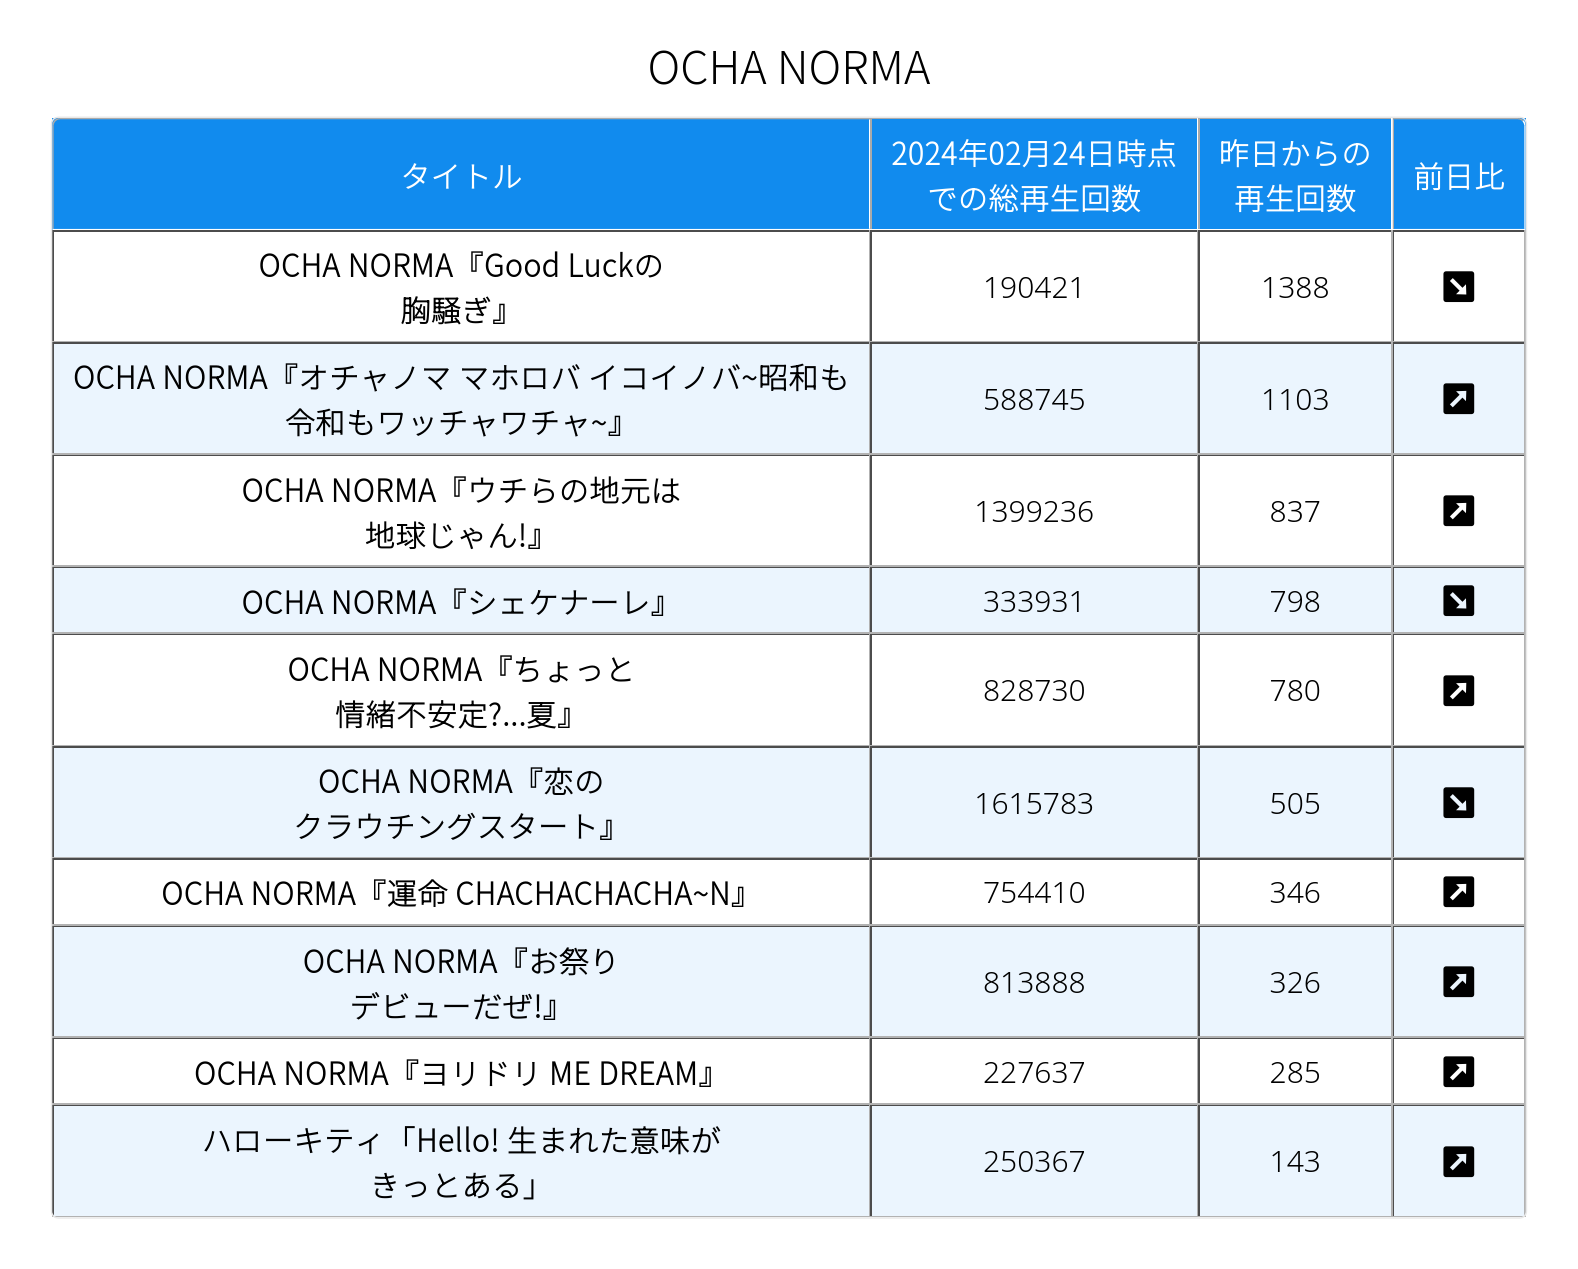 OCHA NORMA
タイトル
2024年02月24日時点
での総再生回数
昨日からの
再生回数
前日比
OCHA NORMA『Good Luckの
胸騒ぎ』
190421
1388
OCHA NORMA『オチャノマ マホロバ イコイノバ~昭和も
令和もワッチャワチャ~』
588745
1103
OCHA NORMA『ウチらの地元は
地球じゃん!』
1399236
837
OCHA NORMA『シェケナーレ』
333931
798
OCHA NORMA『ちょっと
情緒不安定?...夏』
828730
780
OCHA NORMA『恋の
クラウチングスタート』
1615783
505
OCHA NORMA『運命 CHACHACHACHA~N』
754410
346
OCHA NORMA『お祭り
デビューだぜ!』
813888
326
OCHA NORMA『ヨリドリ ME DREAM』
227637
285
ハローキティ「Hello! 生まれた意味が
きっとある」
250367
143